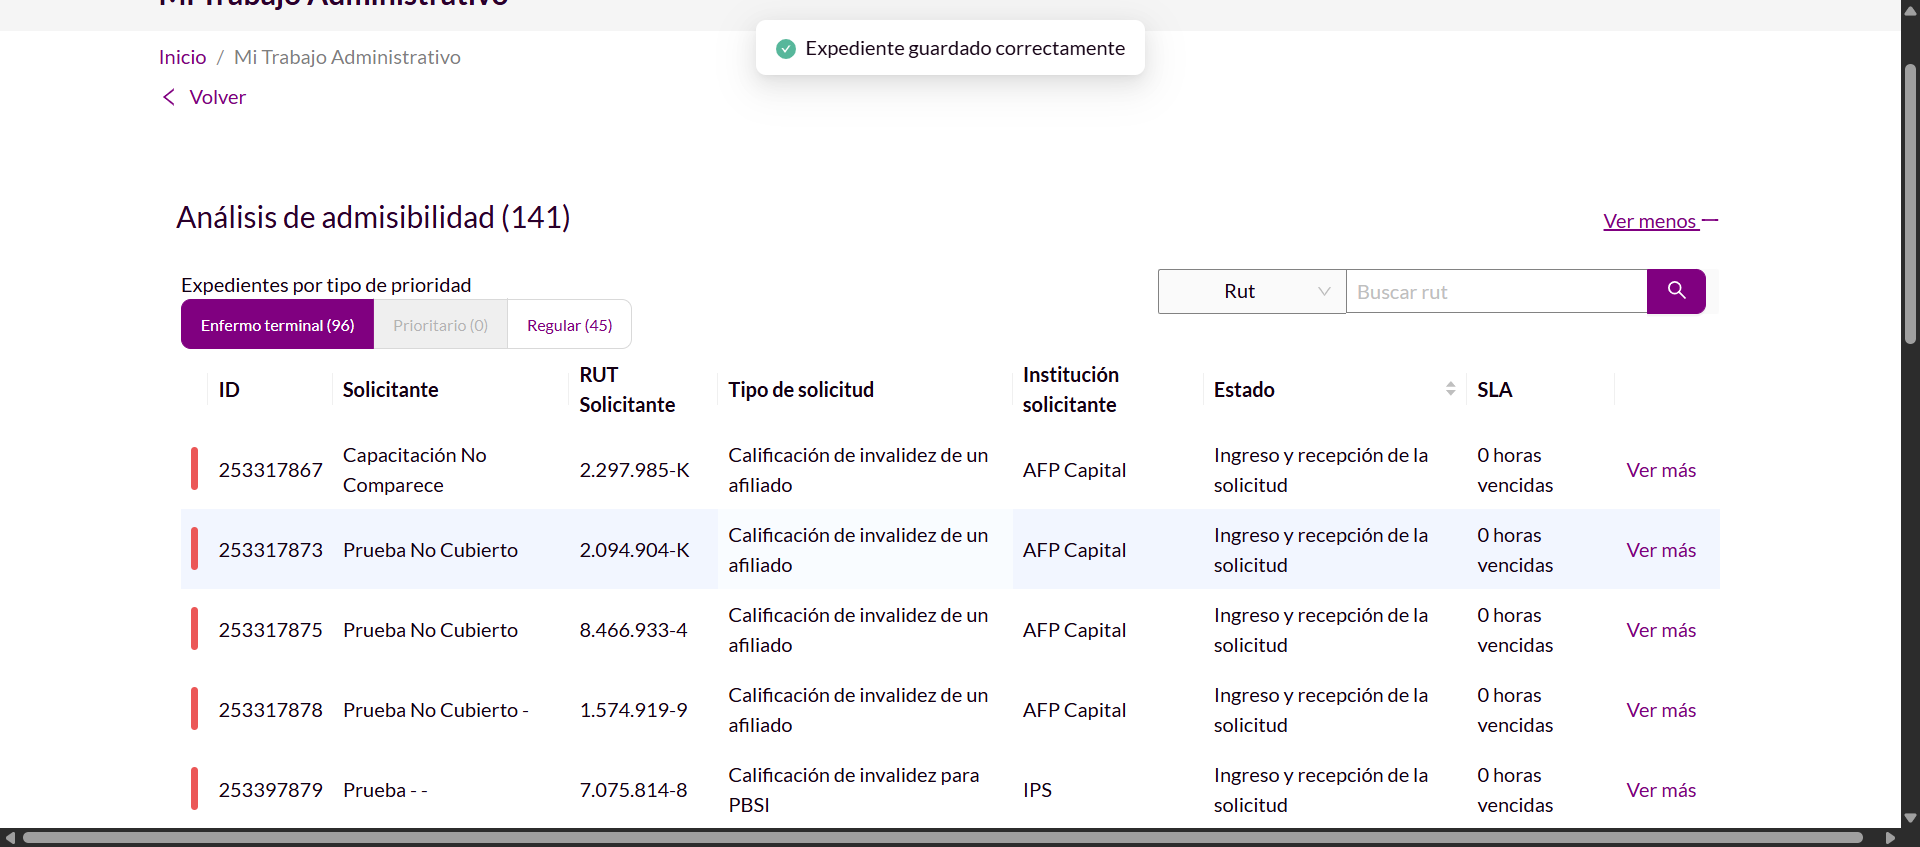 Mi Trabajo Administrativo
Expediente guardado correctamente
Inicio / Mi Trabajo Administrativo
Volver
Análisis de admisibilidad (141)
Ver menos
Expedientes por tipo de prioridad
Enfermo terminal (96) Prioritario (0) Regular (45)
Rut Buscar rut
ID Solicitante RUT Solicitante Tipo de solicitud Institución solicitante Estado SLA
253317867 Capacitación No Comparece 2.297.985-K Calificación de invalidez de un afiliado AFP Capital Ingreso y recepción de la solicitud 0 horas vencidas Ver más
253317873 Prueba No Cubierto 2.094.904-K Calificación de invalidez de un afiliado AFP Capital Ingreso y recepción de la solicitud 0 horas vencidas Ver más
253317875 Prueba No Cubierto 8.466.933-4 Calificación de invalidez de un afiliado AFP Capital Ingreso y recepción de la solicitud 0 horas vencidas Ver más
253317878 Prueba No Cubierto - 1.574.919-9 Calificación de invalidez de un afiliado AFP Capital Ingreso y recepción de la solicitud 0 horas vencidas Ver más
253397879 Prueba - - 7.075.814-8 Calificación de invalidez para PBSI IPS Ingreso y recepción de la solicitud 0 horas vencidas Ver más